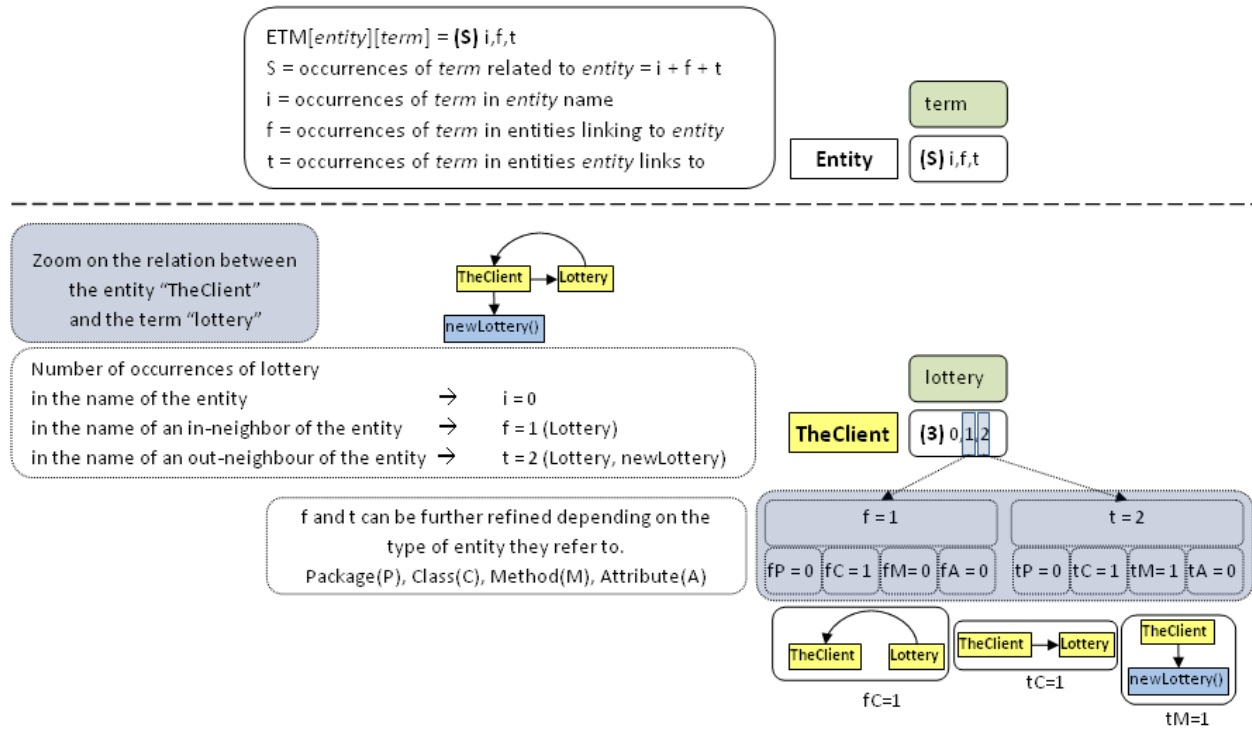 ETM[entity][term] = (S) i,f,t
S = occurrences of term related to entity = i + f + t
i = occurrences of term in entity name
f = occurrences of term in entities linking to entity
t = occurrences of term in entities entity links to
term
Entity
(S) i,f,t
Zoom on the relation between
the entity “TheClient”
and the term “lottery”
TheClient
Lottery
newLottery()
Number of occurrences of lottery
in the name of the entity → i = 0
in the name of an in-neighbor of the entity → f = 1 (Lottery)
in the name of an out-neighbour of the entity → t = 2 (Lottery, newLottery)
lottery
TheClient
(3) 0,1,2
f and t can be further refined depending on the
type of entity they refer to.
Package(P), Class(C), Method(M), Attribute(A)
f = 1
t = 2
fP = 0
fC = 1
fM= 0
fA = 0
tP = 0
tC = 1
tM= 1
tA = 0
TheClient
Lottery
fC=1
TheClient
Lottery
tC=1
TheClient
newLottery()
tM=1